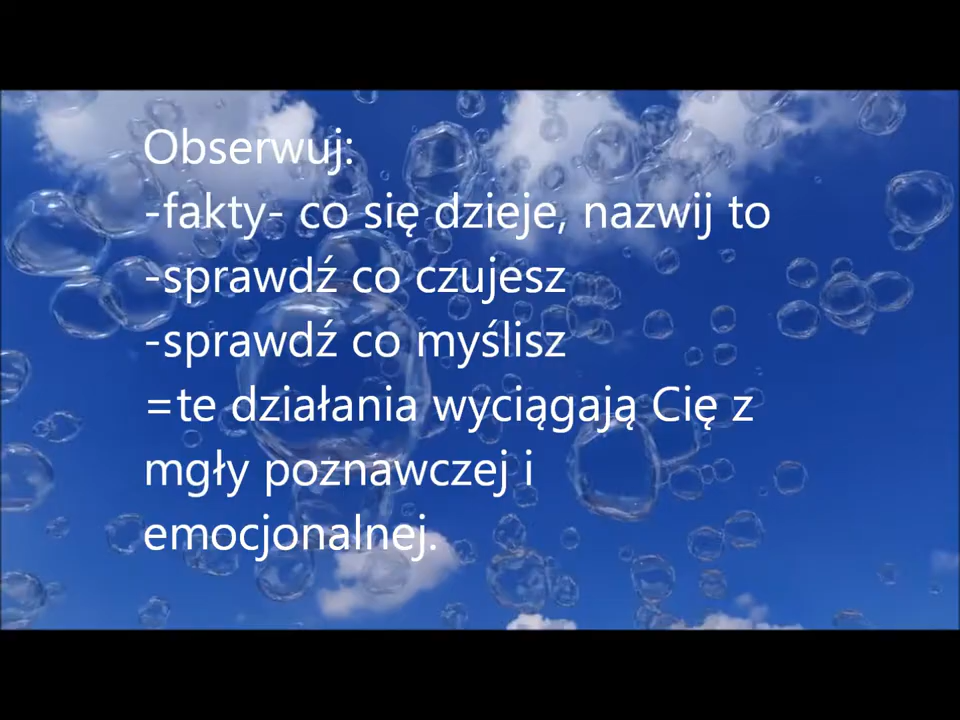 Obserwuj:
-fakty- co się dzieje, nazwij to
-sprawdź co czujesz
-sprawdź co myślisz
=te działania wyciągają Cię z
mgły poznawczej i
emocjonalnej.